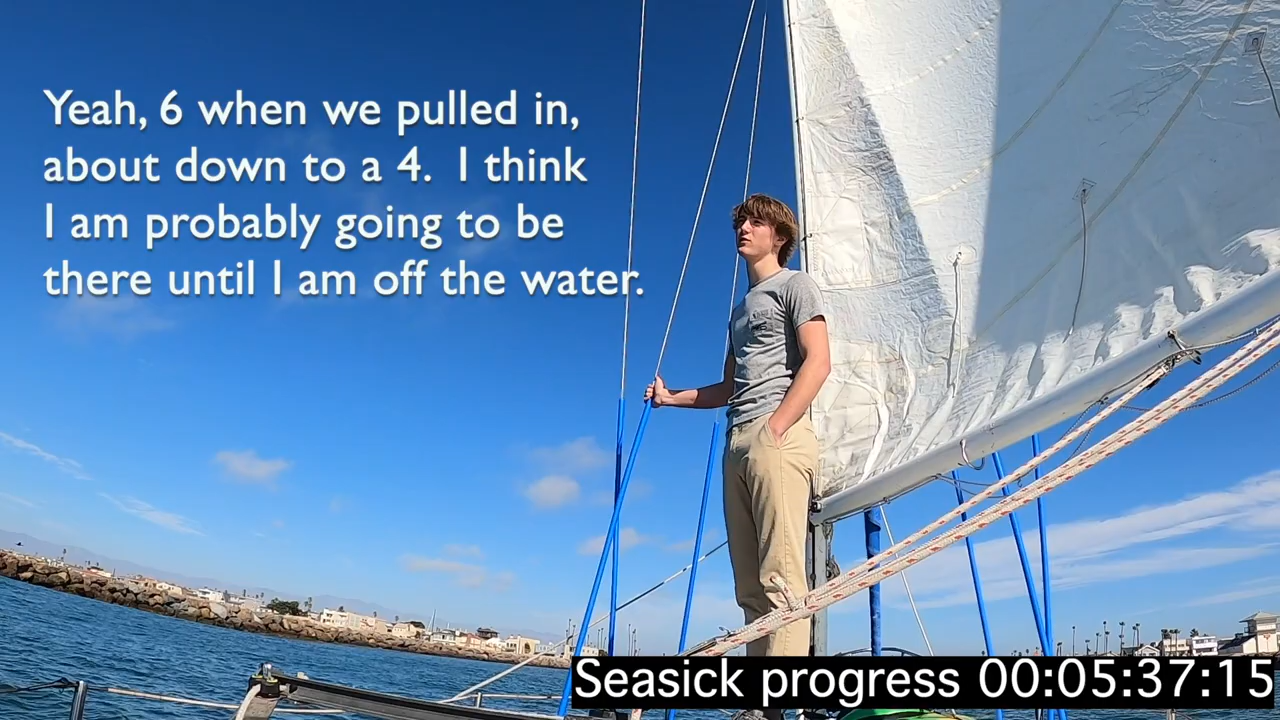 Yeah, 6 when we pulled in,
about down to a 4.  I think
I am probably going to be
there until I am off the water.
Seasick progress 00:05:37:15